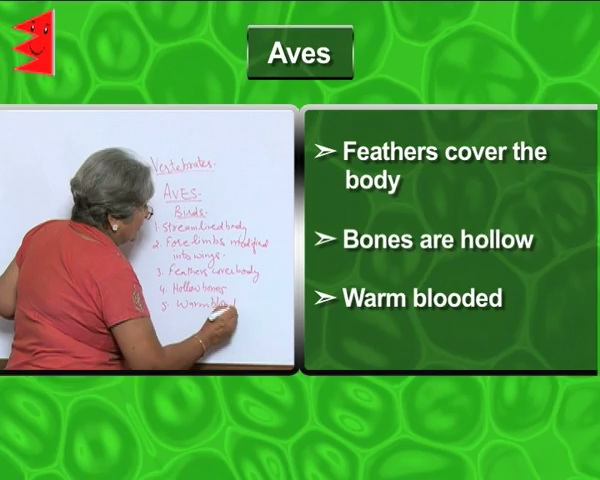 Aves
Vertebrates.
AVES.
Birds.
1. Streamlined body
2. Fore limbs modified
into wings.
3. Feathers cover body
4. Hollow bones
5. Warm
➢ Feathers cover the
body
➢ Bones are hollow
➢ Warm blooded